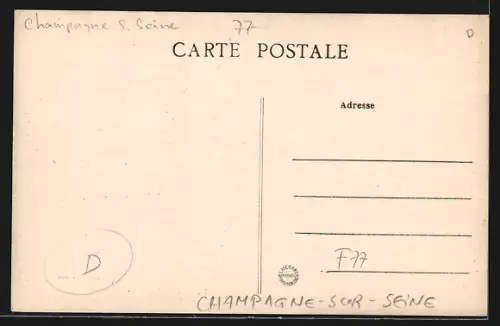 Champagne S. Seine 77
D
CARTE POSTALE
Adresse
F77
D
CHAMPAGNE-SUR-SEINE